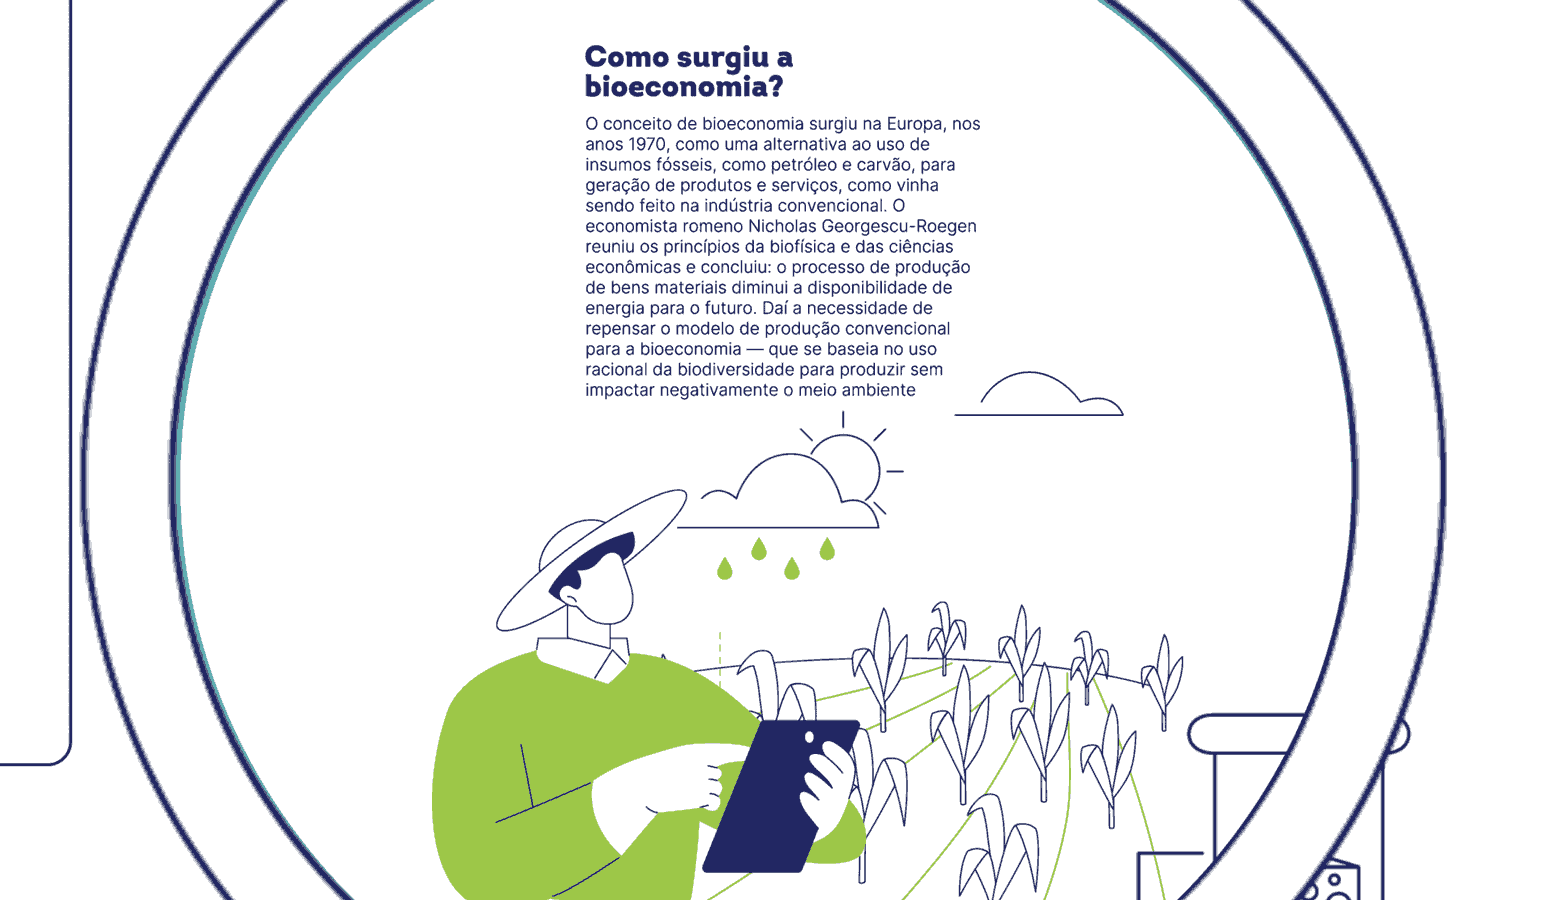 Como surgiu a
bioeconomia?
O conceito de bioeconomia surgiu na Europa, nos
anos 1970, como uma alternativa ao uso de
insumos fósseis, como petróleo e carvão, para
geração de produtos e serviços, como vinha
sendo feito na indústria convencional. O
economista romeno Nicholas Georgescu-Roegen
reuniu os princípios da biofísica e das ciências
econômicas e concluiu: o processo de produção
de bens materiais diminui a disponibilidade de
energia para o futuro. Daí a necessidade de
repensar o modelo de produção convencional
para a bioeconomia — que se baseia no uso
racional da biodiversidade para produzir sem
impactar negativamente o meio ambiente